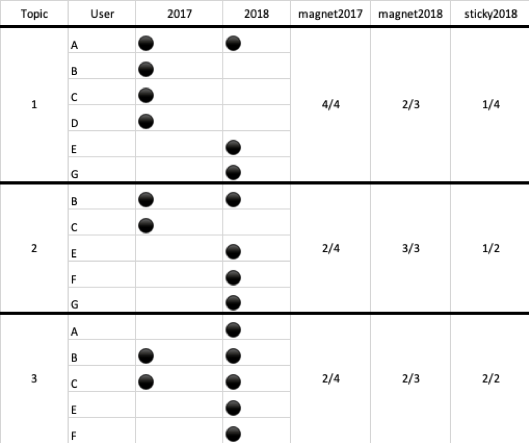 Topic User 2017 2018 magnet2017 magnet2018 sticky2018
A
B
C
1 D 4/4 2/3 1/4
E
G
B
C
2 E 2/4 3/3 1/2
F
G
A
B
3 C 2/4 2/3 2/2
E
F